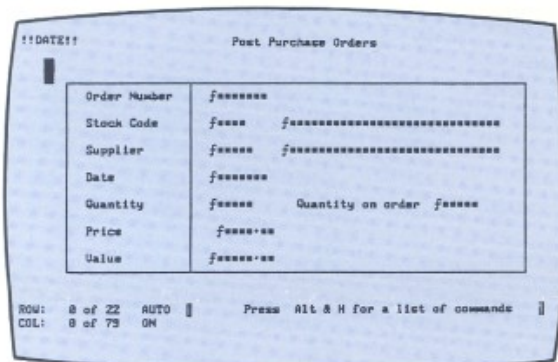 !!DATE!! Post Purchase Orders
Order Number ƒ*******
Stock Code ƒ**** ƒ******************************
Supplier ƒ***** ƒ******************************
Date ƒ*******
Quantity ƒ***** Quantity on order ƒ*****
Price ƒ****.**
Value ƒ*****.**
ROW: 0 of 22 AUTO Press Alt & H for a list of commands
COL: 0 of 79 ON